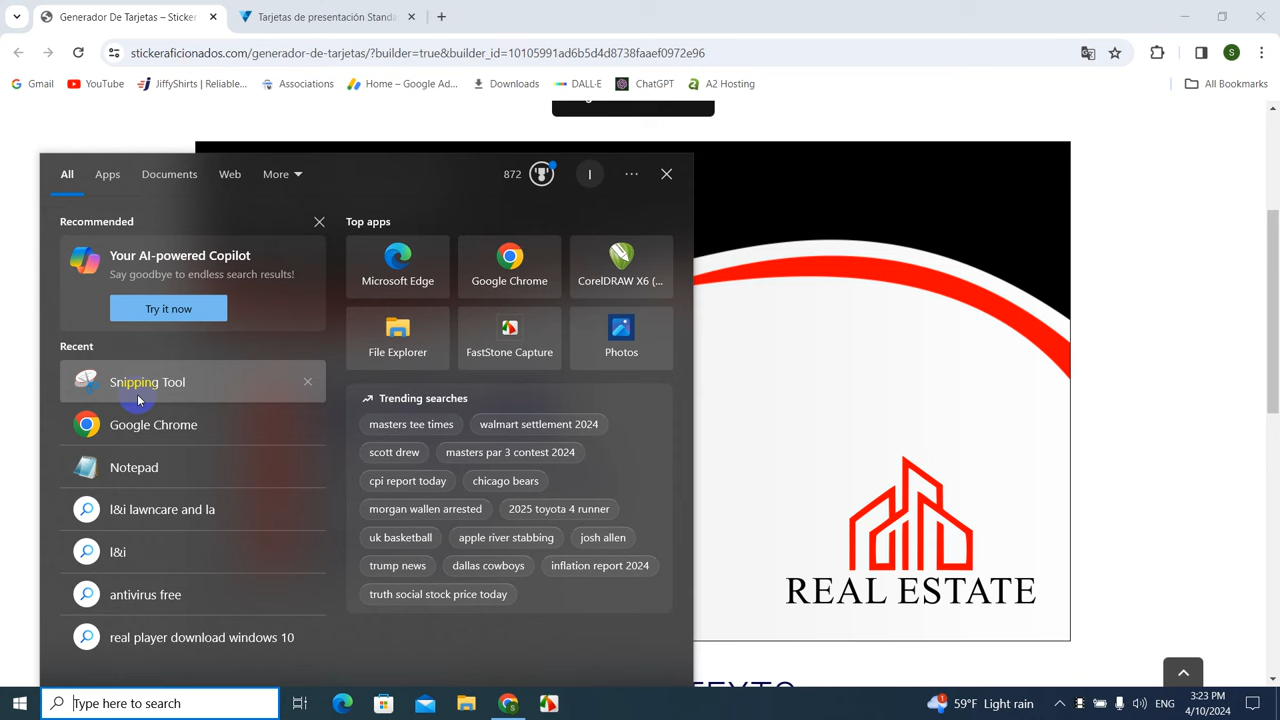 Generador De Tarjetas – Sticker
Tarjetas de presentación Standa
stickeraficionados.com/generador-de-tarjetas/?builder=true&builder_id=10105991ad6b5d4d8738faaef0972e96
S
Gmail
YouTube
JiffyShirts | Reliable...
Associations
Home – Google Ad...
Downloads
DALL·E
ChatGPT
A2 Hosting
All Bookmarks
All
Apps
Documents
Web
More
872
I
Recommended
Your AI-powered Copilot
Say goodbye to endless search results!
Try it now
Recent
Snipping Tool
Google Chrome
Notepad
l&i lawncare and la
l&i
antivirus free
real player download windows 10
Top apps
Microsoft Edge
Google Chrome
CorelDRAW X6 (...
File Explorer
FastStone Capture
Photos
Trending searches
masters tee times
walmart settlement 2024
scott drew
masters par 3 contest 2024
cpi report today
chicago bears
morgan wallen arrested
2025 toyota 4 runner
uk basketball
apple river stabbing
josh allen
trump news
dallas cowboys
inflation report 2024
truth social stock price today
REAL ESTATE
Type here to search
1
59°F Light rain
ENG
3:23 PM
4/10/2024